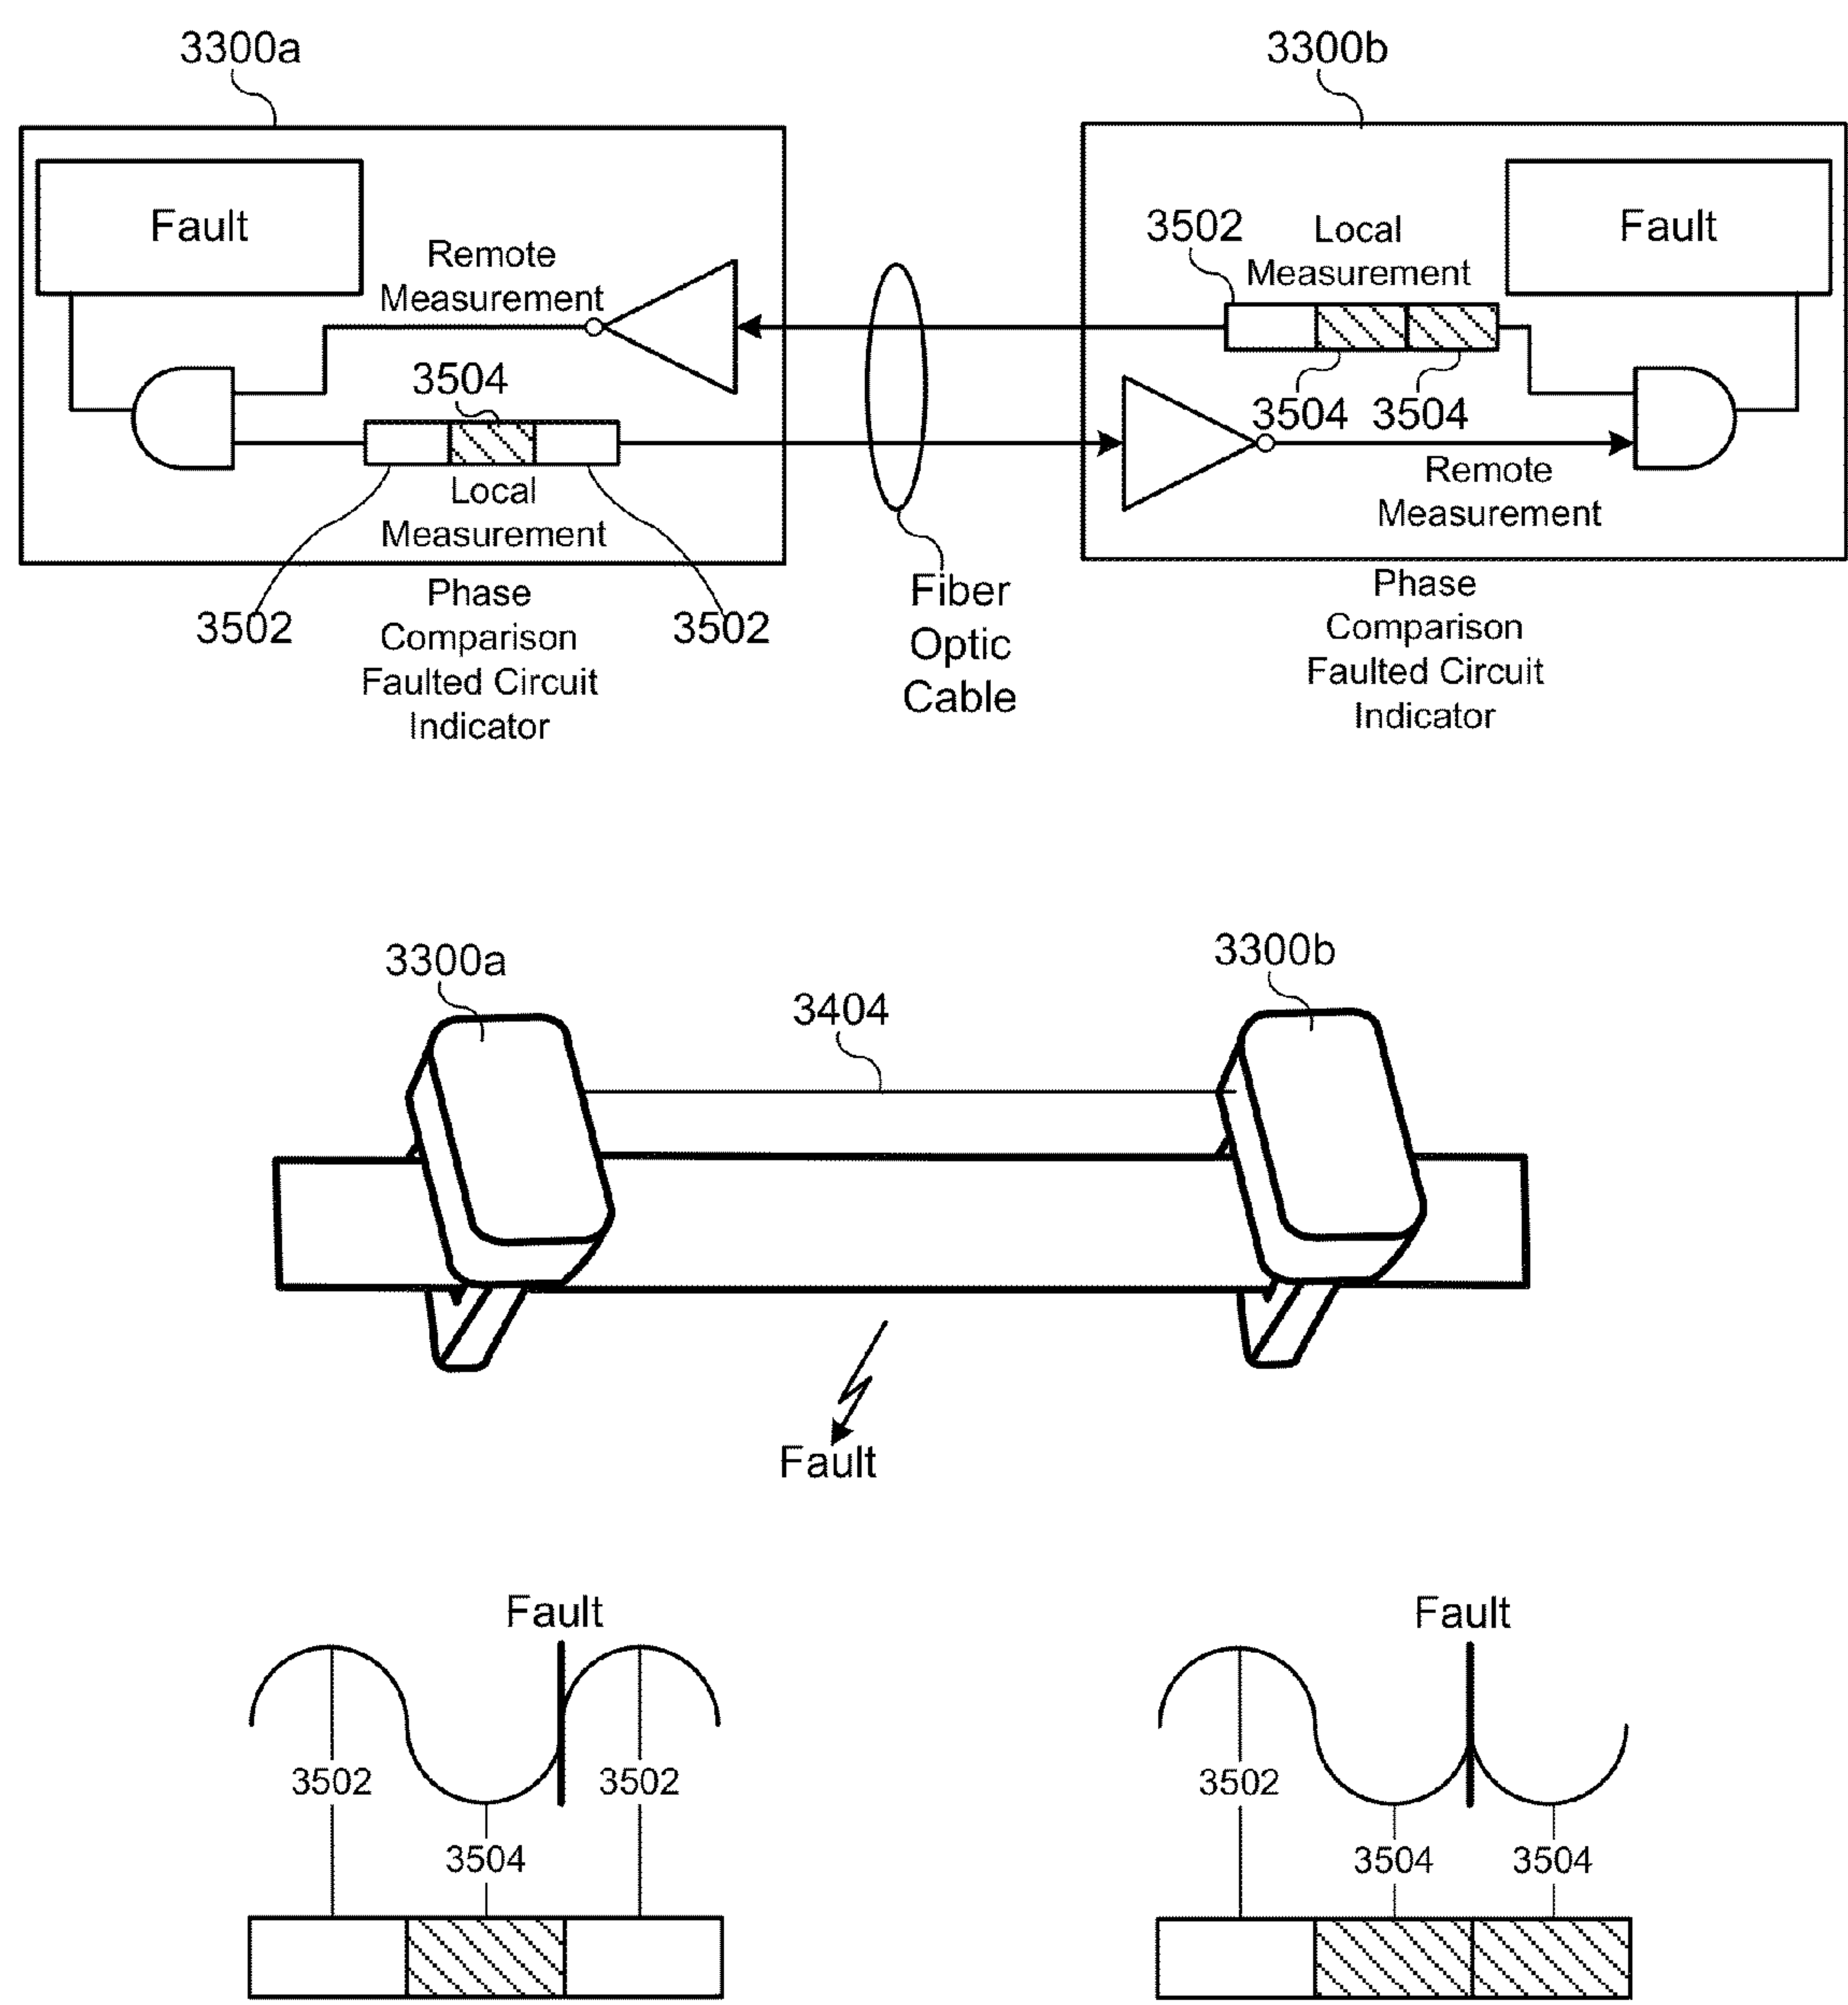 3300a
3300b
Fault
Remote
Measurement
3504
Local
Measurement
3502
3502
Phase
Comparison
Faulted Circuit
Indicator
Fiber
Optic
Cable
3502
Local
Measurement
Fault
3504
3504
Remote
Measurement
Phase
Comparison
Faulted Circuit
Indicator
3300a
3404
3300b
Fault
Fault
3502
3502
3504
Fault
3502
3504
3504